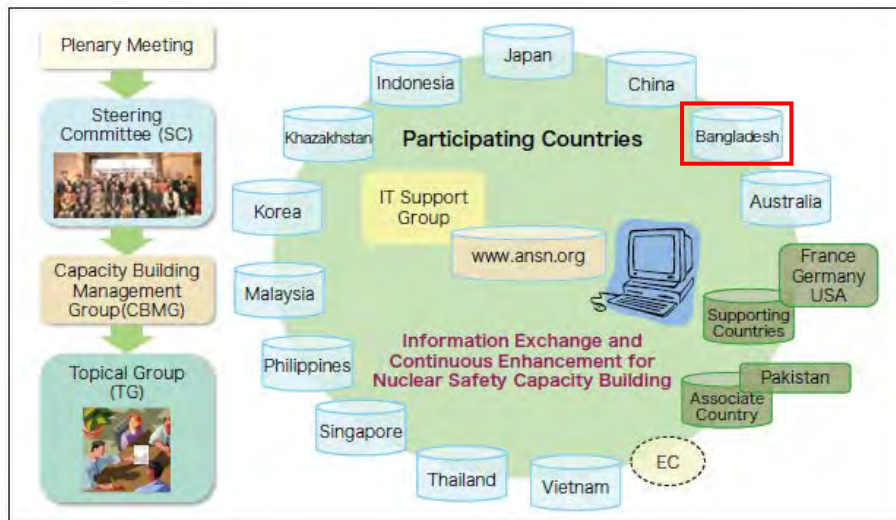 Plenary Meeting
Steering
Committee (SC)
Capacity Building
Management
Group(CBMG)
Topical Group
(TG)
Japan
Indonesia
China
Khazakhstan
Participating Countries
Bangladesh
Korea
IT Support
Group
www.ansn.org
Australia
Malaysia
France
Germany
USA
Supporting
Countries
Philippines
Information Exchange and
Continuous Enhancement for
Nuclear Safety Capacity Building
Pakistan
Associate
Country
Singapore
Thailand
Vietnam
EC